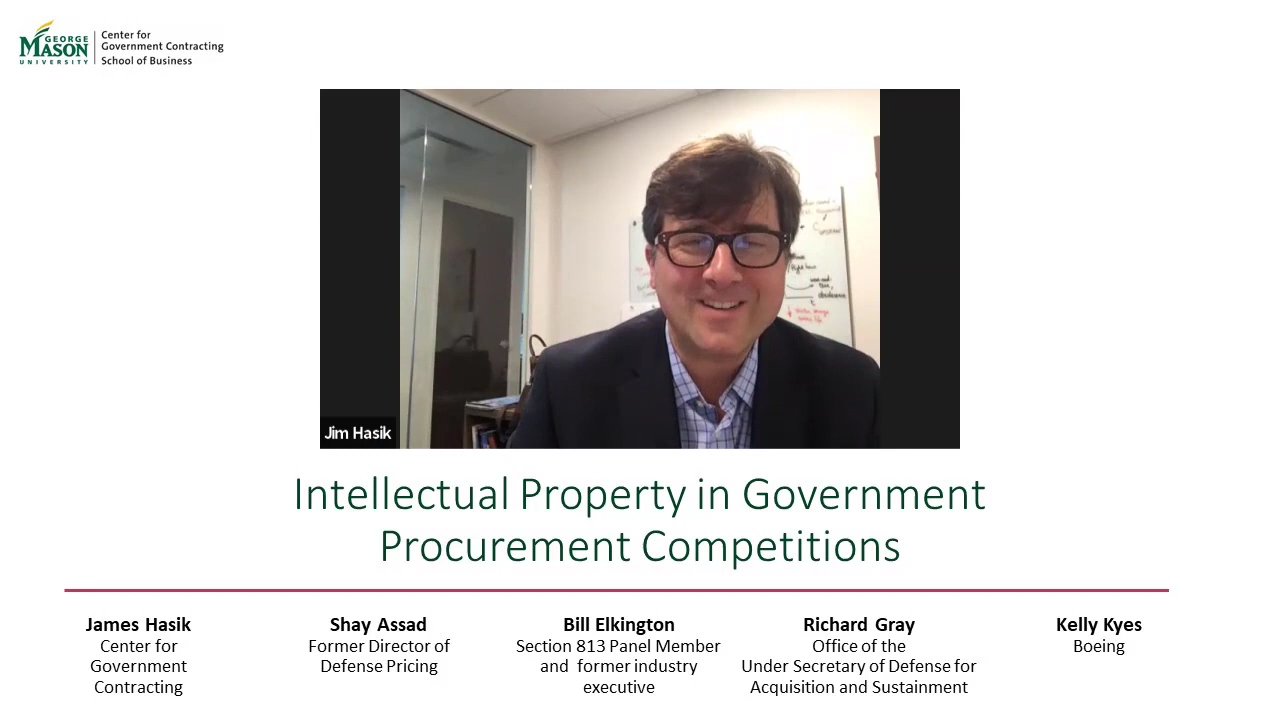 GEORGE
MASON
UNIVERSITY
Center for
Government Contracting
School of Business
Jim Hasik
Intellectual Property in Government
Procurement Competitions
James Hasik
Center for
Government
Contracting
Shay Assad
Former Director of
Defense Pricing
Bill Elkington
Section 813 Panel Member
and former industry
executive
Richard Gray
Office of the
Under Secretary of Defense for
Acquisition and Sustainment
Kelly Kyes
Boeing